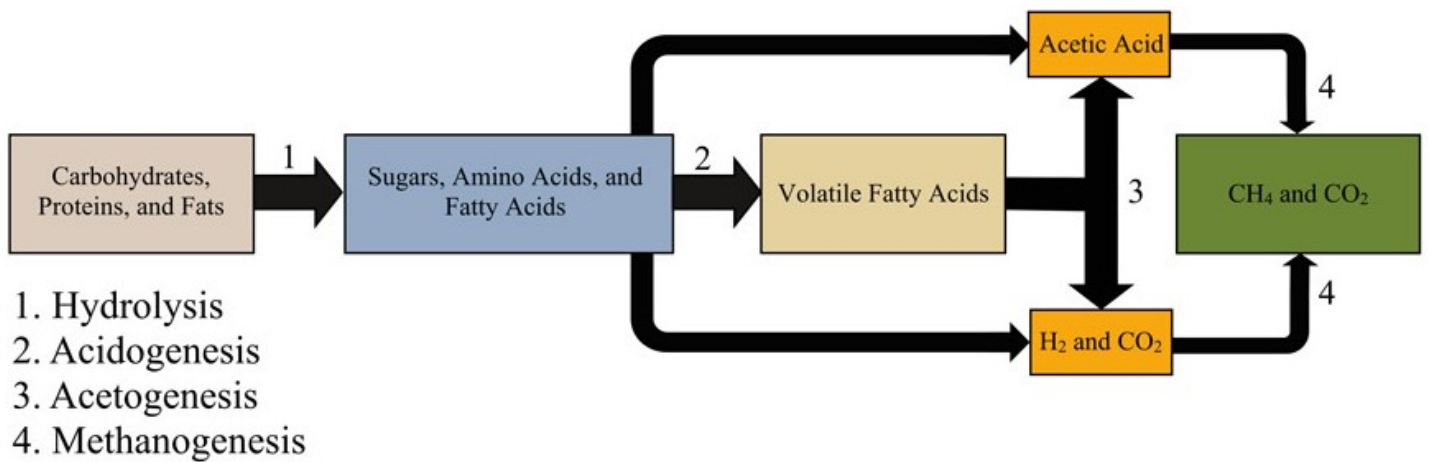 Acetic Acid
4
1
2
Carbohydrates,
Proteins, and Fats
Sugars, Amino Acids, and
Fatty Acids
Volatile Fatty Acids
3
CH₄ and CO₂
4
H₂ and CO₂
1. Hydrolysis
2. Acidogenesis
3. Acetogenesis
4. Methanogenesis